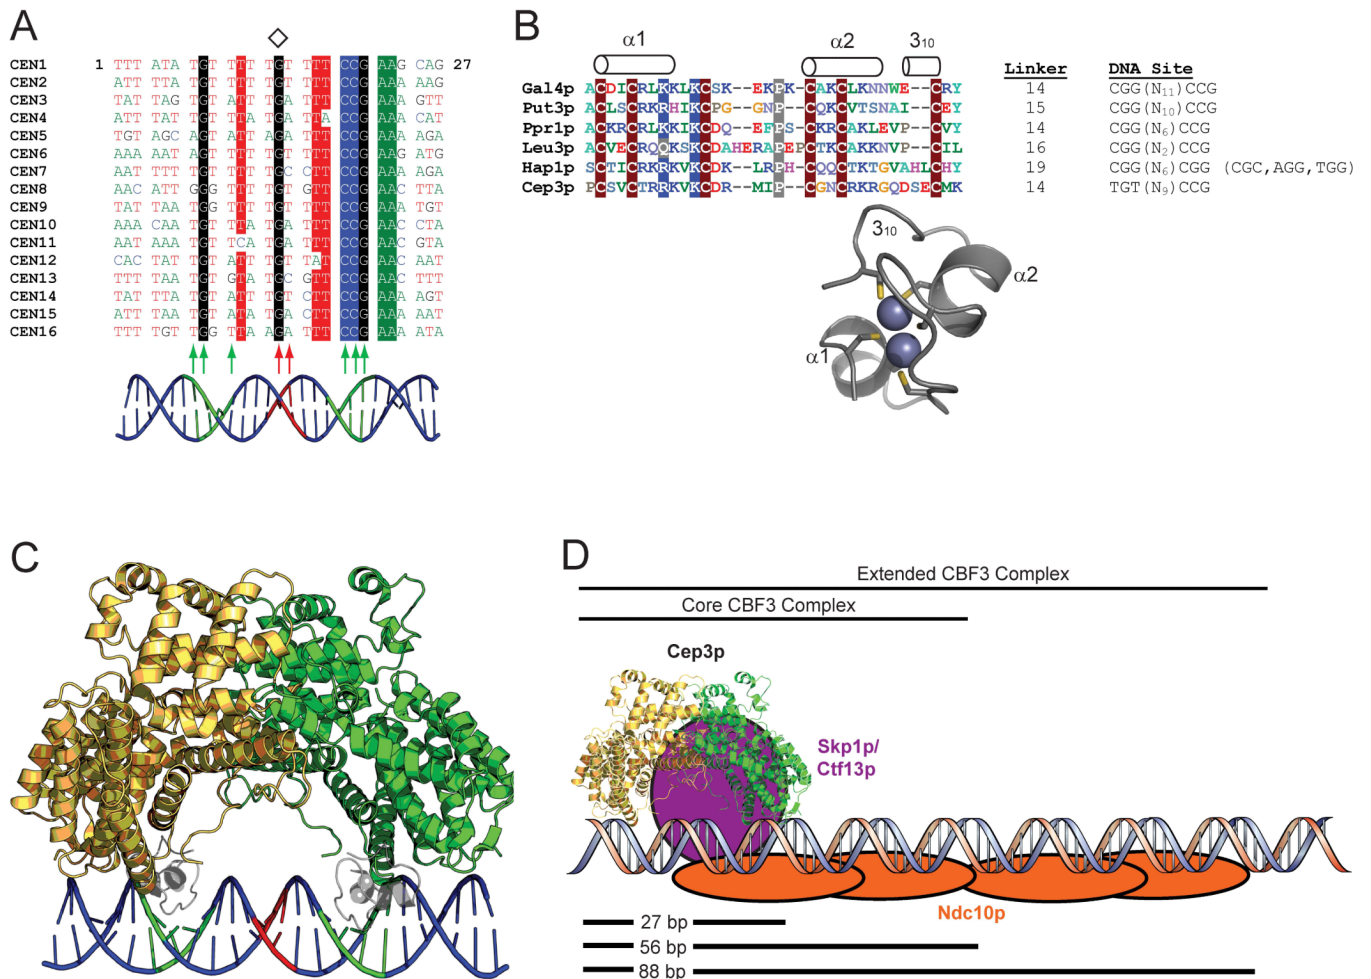 A
CEN1 1 TTT ATA TGT TTT TGT TTT CCG AAG CAG 27
CEN2 ATT TTA TGT TTT TGT TTT CCG AAA AAG
CEN3 TAT TAG TGT ATT TGA TTT CCG AAA GTT
CEN4 ATT TAT TGT TTA TGA TTA CCG AAA CAT
CEN5 TGT AGC AGT ATT AGA TTT CCG AAA AGA
CEN6 AAA AAT AGT TTT TGT TTT CCG AAG ATG
CEN7 AAT TTT TGT ATT TGC CTT CCG AAA AGA
CEN8 AAC ATT GGG TTT TGT GTT CCG AAC TTA
CEN9 TAT TAA TGT TTT TGT TTT CCG AAA TGT
CEN10 AAA CAA TGT TTA TGA TTT CCG AAC CTA
CEN11 AAT AAA TGT TCA TGA TTT CCG AAC GTA
CEN12 CAC TAT TGT ATT TGT TAT CCG AAA AAA
CEN13 TTT TAA TGT GTT TGC GTT CCG AAC TTT
CEN14 TAT TTA TGT ATT TGT CTT CCG AAA AGT
CEN15 ATT TAA TGT ATT TGA CTT CCG AAA AAT
CEN16 TTT TGT TGG TTA AGA TTT CCG AAA ATA
B
α1 α2 3₁₀
Linker DNA Site
Gal4p ACDICRLKKLKCSK--EKPK-CAKCLKNNWE--CRY 14 CGG(N₁₁)CCG
Put3p ACLSCRKRHIKCPG--GNP--CQKCVTSNAI--CEY 15 CGG(N₁₀)CCG
Ppr1p ACKRCRLKKIKCDQ--EFPS-CKRCAKLEVP--CVY 14 CGG(N₆)CCG
Leu3p ACVECRQQKSKCDAHERAPEPCTKCAKKNVP--CIL 16 CGG(N₂)CCG
Hap1p SCTICRKRKVKCDK--LRPH-CQQCTKTGVAHLCHY 19 CGG(N₆)CGG (CGC,AGG,TGG)
Cep3p PCSVCTRRKVKCDR--MIP--CGNCRKRGQDSECMK 14 TGT(N₉)CCG
3₁₀
α2
α1
C
D
Extended CBF3 Complex
Core CBF3 Complex
Cep3p
Skp1p/
Ctf13p
Ndc10p
27 bp
56 bp
88 bp